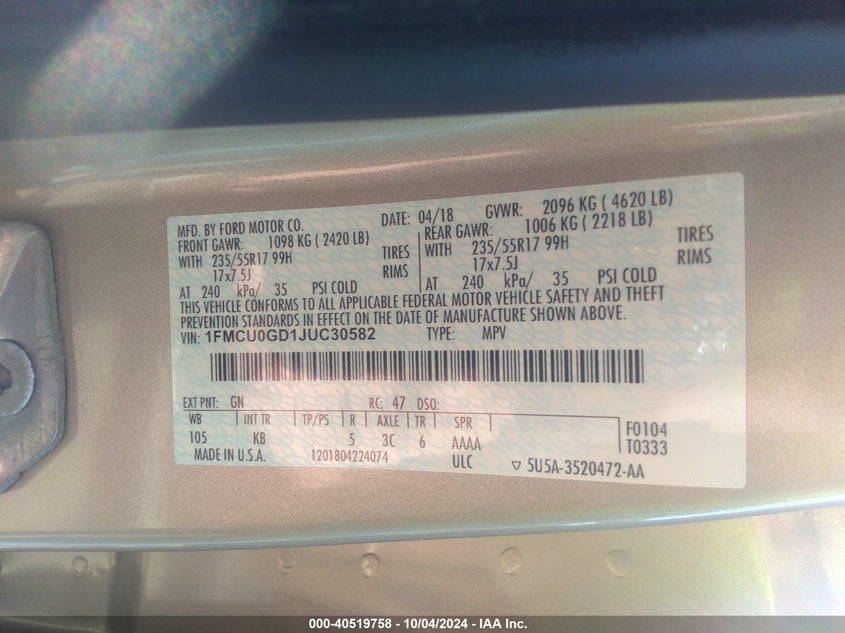 MFD. BY FORD MOTOR CO. DATE: 04/18 GVWR: 2096 KG ( 4620 LB)
FRONT GAWR: 1098 KG ( 2420 LB) REAR GAWR: 1006 KG ( 2218 LB)
WITH 235/55R17 99H TIRES WITH 235/55R17 99H TIRES
17x7.5J RIMS 17x7.5J RIMS
AT 240 kPa/ 35 PSI COLD AT 240 kPa/ 35 PSI COLD
THIS VEHICLE CONFORMS TO ALL APPLICABLE FEDERAL MOTOR VEHICLE SAFETY AND THEFT
PREVENTION STANDARDS IN EFFECT ON THE DATE OF MANUFACTURE SHOWN ABOVE.
VIN: 1FMCU0GD1JUC30582 TYPE: MPV
EXT PNT: GN RC: 47 DSO:
WB INT TR TP/PS R AXLE TR SPR F0104
105 KB 5 3C 6 AAAA T0333
MADE IN U.S.A. 1201804224074 ULC ▽ 5U5A-3520472-AA
000-40519758 - 10/04/2024 - IAA Inc.